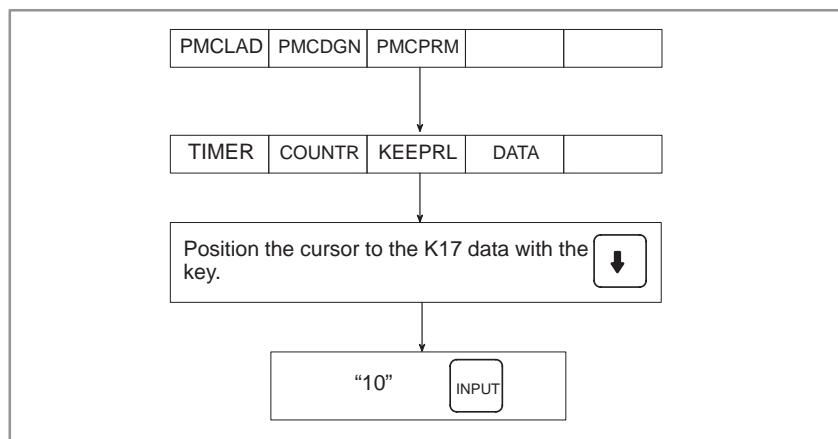 PMCLAD PMCDGN PMCPRM
TIMER COUNTR KEEPRL DATA
Position the cursor to the K17 data with the
key.
“10” INPUT